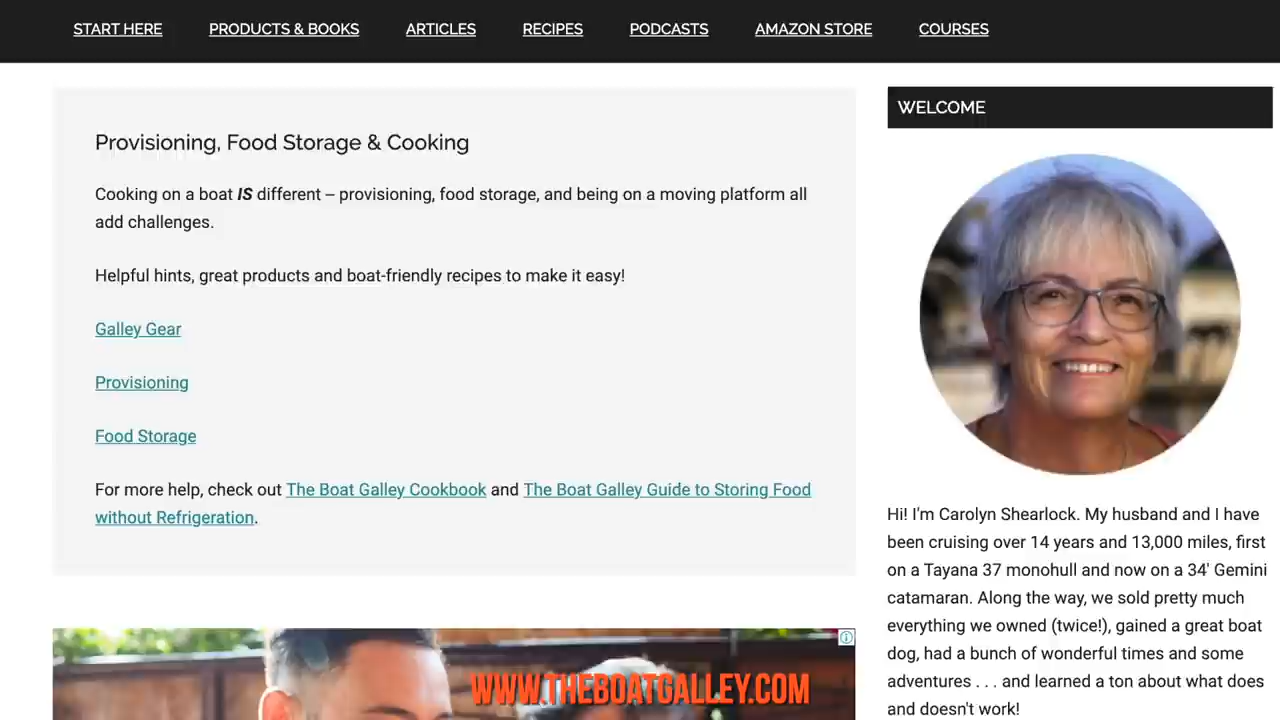 START HERE PRODUCTS & BOOKS ARTICLES RECIPES PODCASTS AMAZON STORE COURSES
Provisioning, Food Storage & Cooking
Cooking on a boat IS different – provisioning, food storage, and being on a moving platform all
add challenges.
Helpful hints, great products and boat-friendly recipes to make it easy!
Galley Gear
Provisioning
Food Storage
For more help, check out The Boat Galley Cookbook and The Boat Galley Guide to Storing Food
without Refrigeration.
WWW.THEBOATGALLEY.COM
WELCOME
Hi! I'm Carolyn Shearlock. My husband and I have
been cruising over 14 years and 13,000 miles, first
on a Tayana 37 monohull and now on a 34' Gemini
catamaran. Along the way, we sold pretty much
everything we owned (twice!), gained a great boat
dog, had a bunch of wonderful times and some
adventures . . . and learned a ton about what does
and doesn't work!